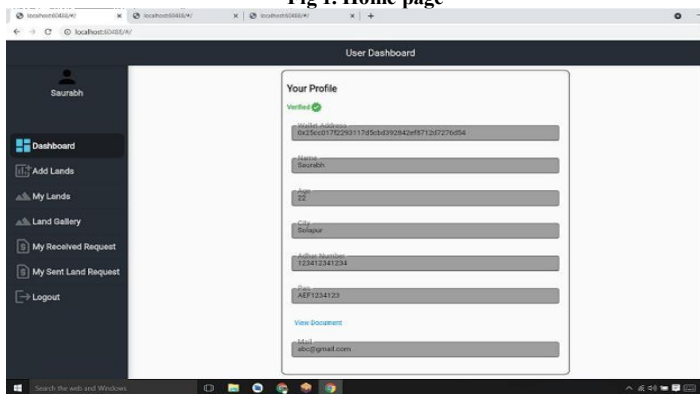 Fig 1. Home page
localhost:60488/#/
localhost:60488/#/
localhost:60488/#/
localhost:60488/#/
User Dashboard
Saurabh
Dashboard
Add Lands
My Lands
Land Gallery
My Received Request
My Sent Land Request
Logout
Your Profile
Verified
Wallet Address
Name
Saurabh
Age
22
City
Solapur
Adhar Number
123412341234
Pan
AEF1234123
View Document
Mail
abc@gmail.com
Search the web and Windows